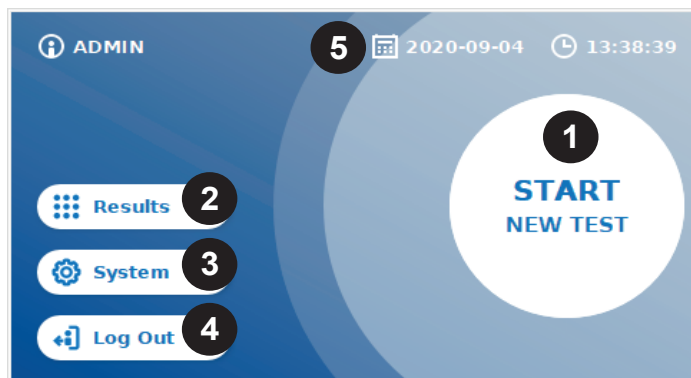 ADMIN 5 2020-09-04 13:38:39
1
START
NEW TEST
Results 2
System 3
Log Out 4